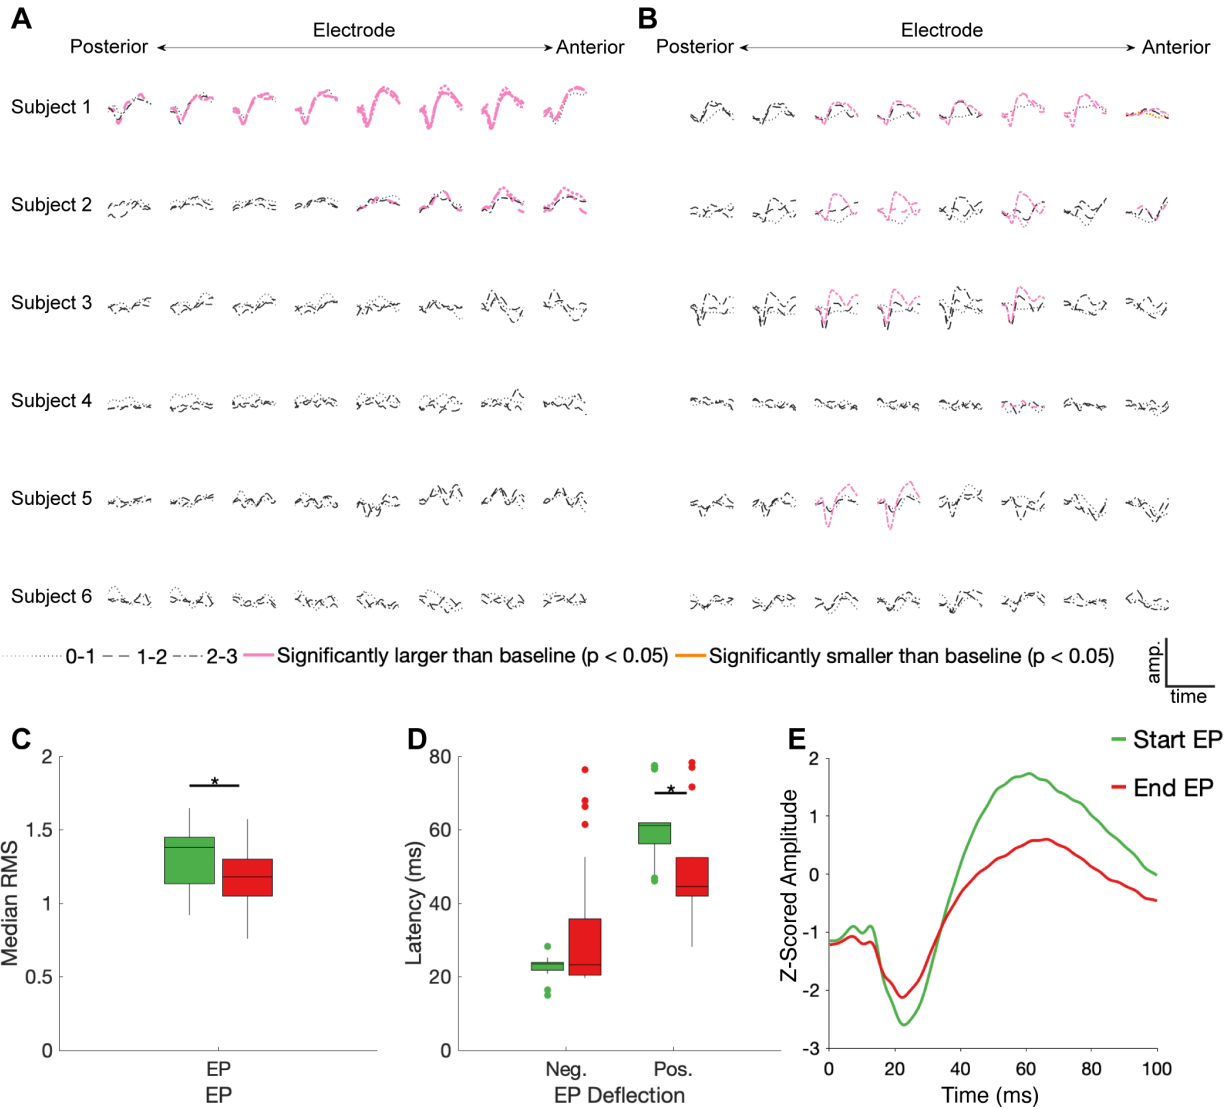 A
Electrode
Posterior
Anterior
B
Electrode
Posterior
Anterior
Subject 1
Subject 2
Subject 3
Subject 4
Subject 5
Subject 6
0-1
1-2
2-3
Significantly larger than baseline (p < 0.05)
Significantly smaller than baseline (p < 0.05)
amp.
time
C
2
1.5
1
0.5
0
Median RMS
*
EP
EP
D
80
60
40
20
0
Latency (ms)
*
Neg.
Pos.
EP Deflection
E
Start EP
End EP
2
1
0
-1
-2
-3
Z-Scored Amplitude
0
20
40
60
80
100
Time (ms)